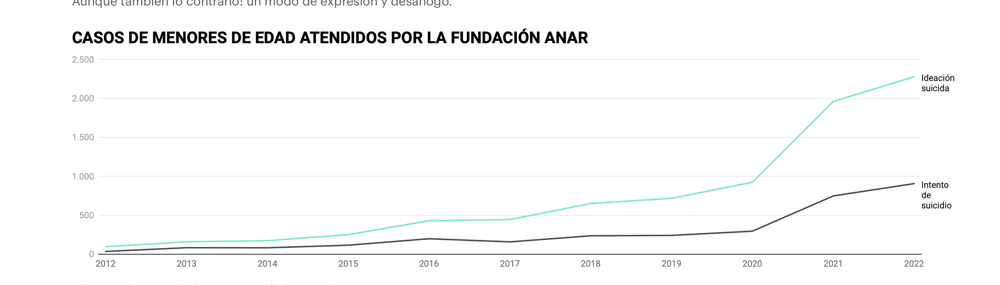 Aunque también lo contrario: un modo de expresión y desahogo.
CASOS DE MENORES DE EDAD ATENDIDOS POR LA FUNDACIÓN ANAR
2.500
2.000
1.500
1.000
500
0
Ideación
suicida
Intento
de
suicidio
2012 2013 2014 2015 2016 2017 2018 2019 2020 2021 2022